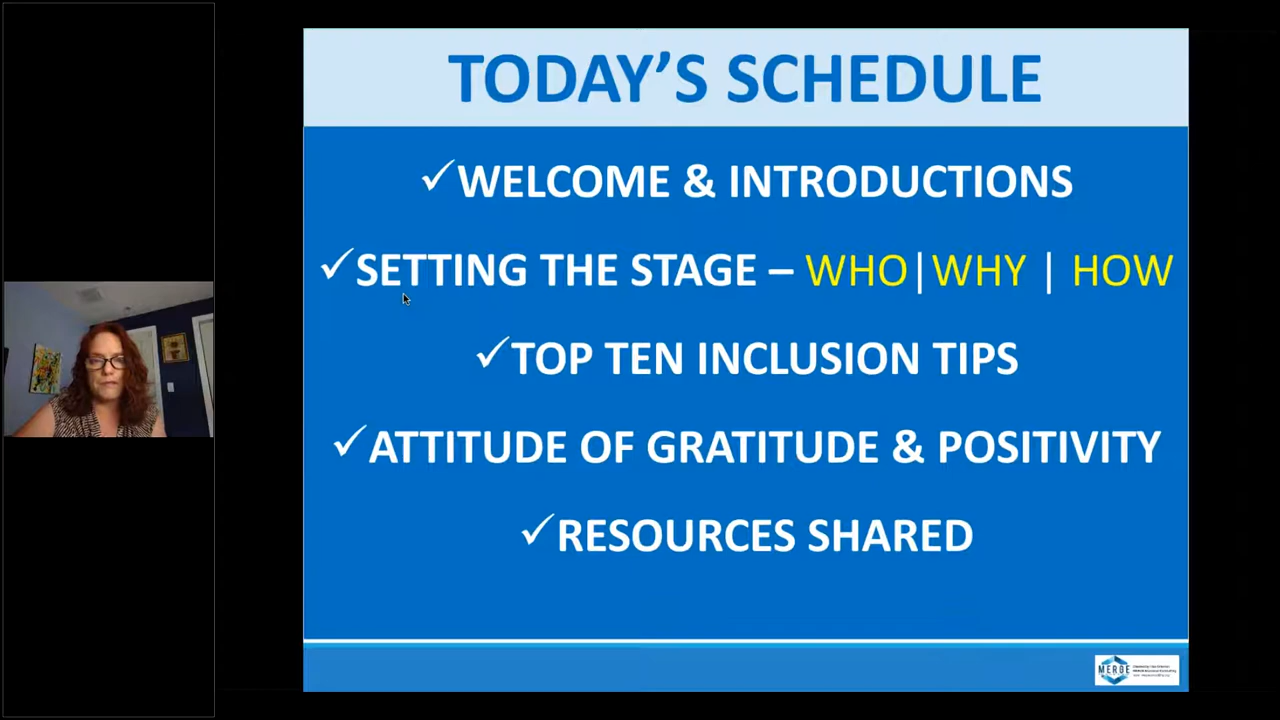 TODAY’S SCHEDULE
✓WELCOME & INTRODUCTIONS
✓SETTING THE STAGE – WHO|WHY | HOW
✓TOP TEN INCLUSION TIPS
✓ATTITUDE OF GRATITUDE & POSITIVITY
✓RESOURCES SHARED
MERGE